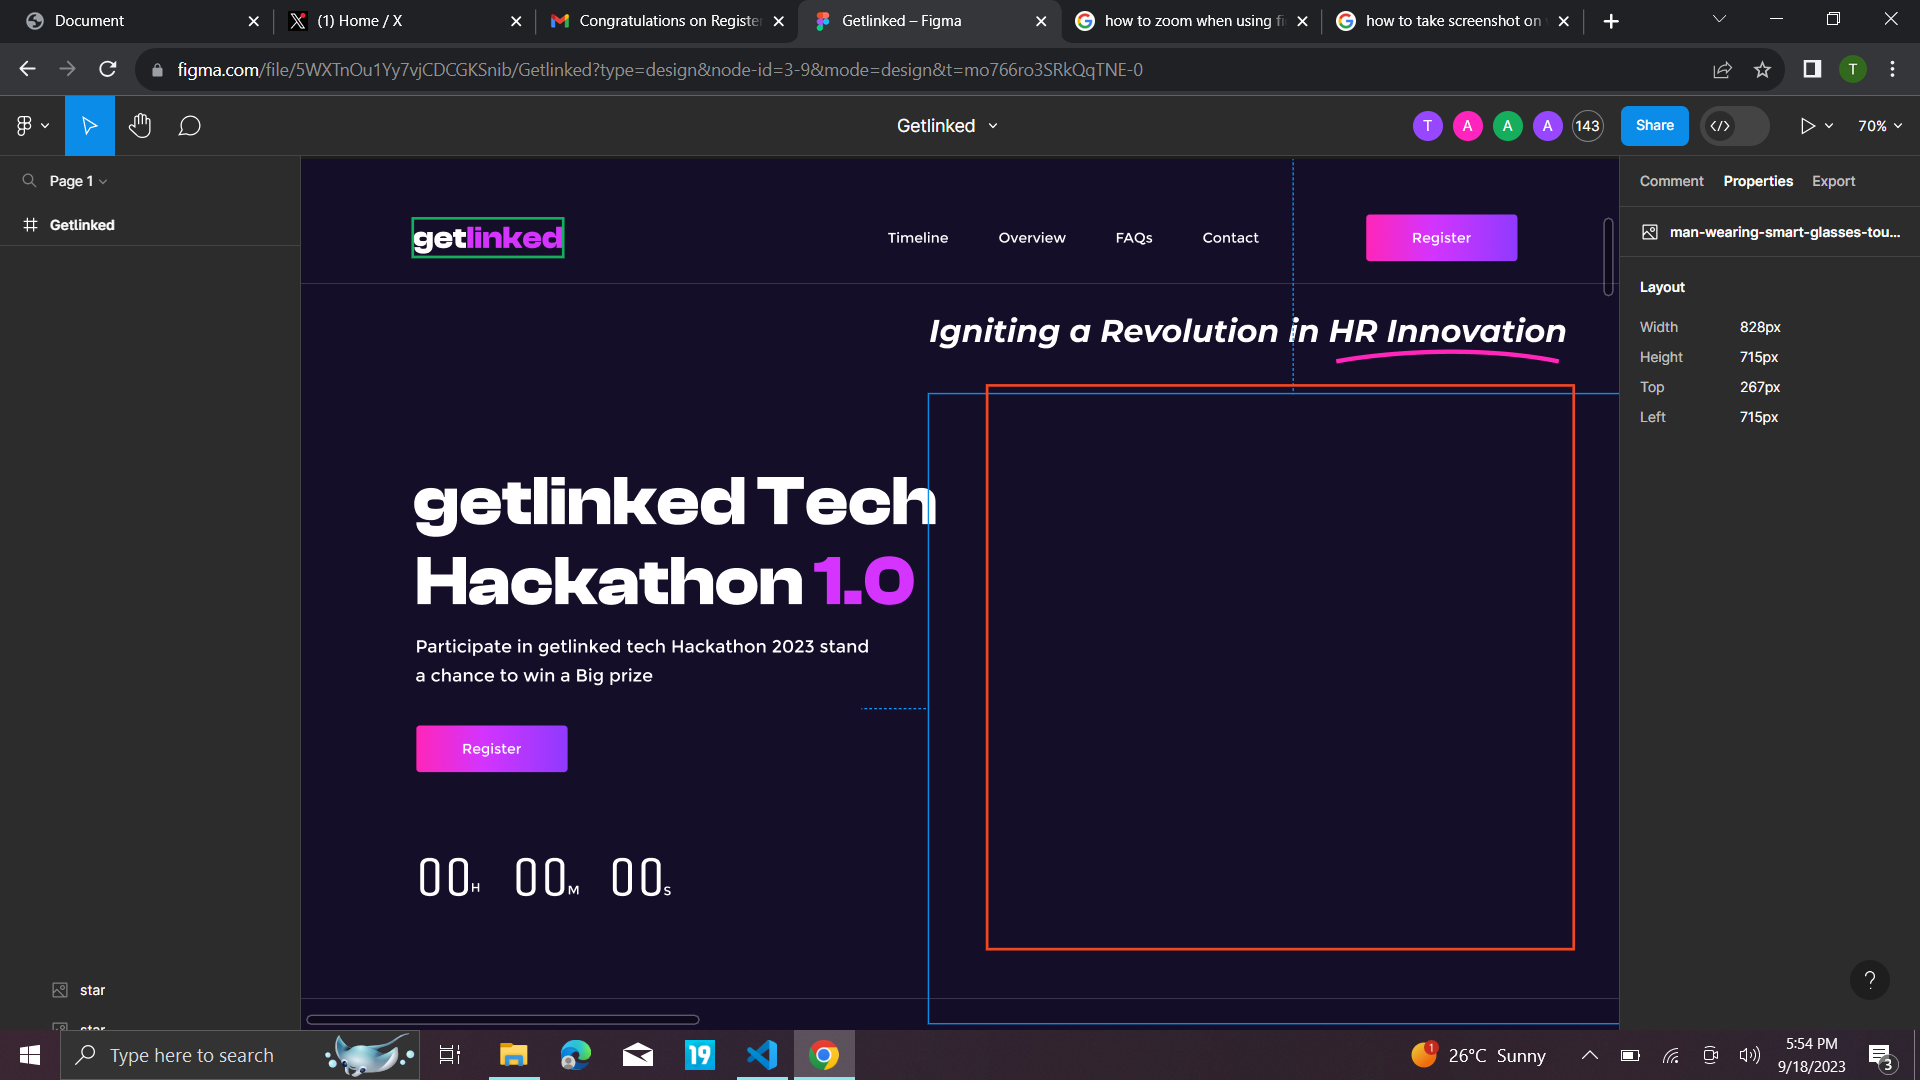 Document
(1) Home / X
Congratulations on Registe
Getlinked – Figma
how to zoom when using fi
how to take screenshot on
figma.com/file/5WXTnOu1Yy7vjCDCGKSnib/Getlinked?type=design&node-id=3-9&mode=design&t=mo766ro3SRkQqTNE-0
T
Getlinked
T
A
A
A
143
Share
70%
Page 1
Getlinked
star
getlinked
Timeline
Overview
FAQs
Contact
Register
Igniting a Revolution in HR Innovation
getlinked Tech
Hackathon 1.0
Participate in getlinked tech Hackathon 2023 stand
a chance to win a Big prize
Register
00H 00M 00S
Comment
Properties
Export
man-wearing-smart-glasses-tou...
Layout
Width 828px
Height 715px
Top 267px
Left 715px
?
Type here to search
19
1
26°C Sunny
5:54 PM
9/18/2023
3